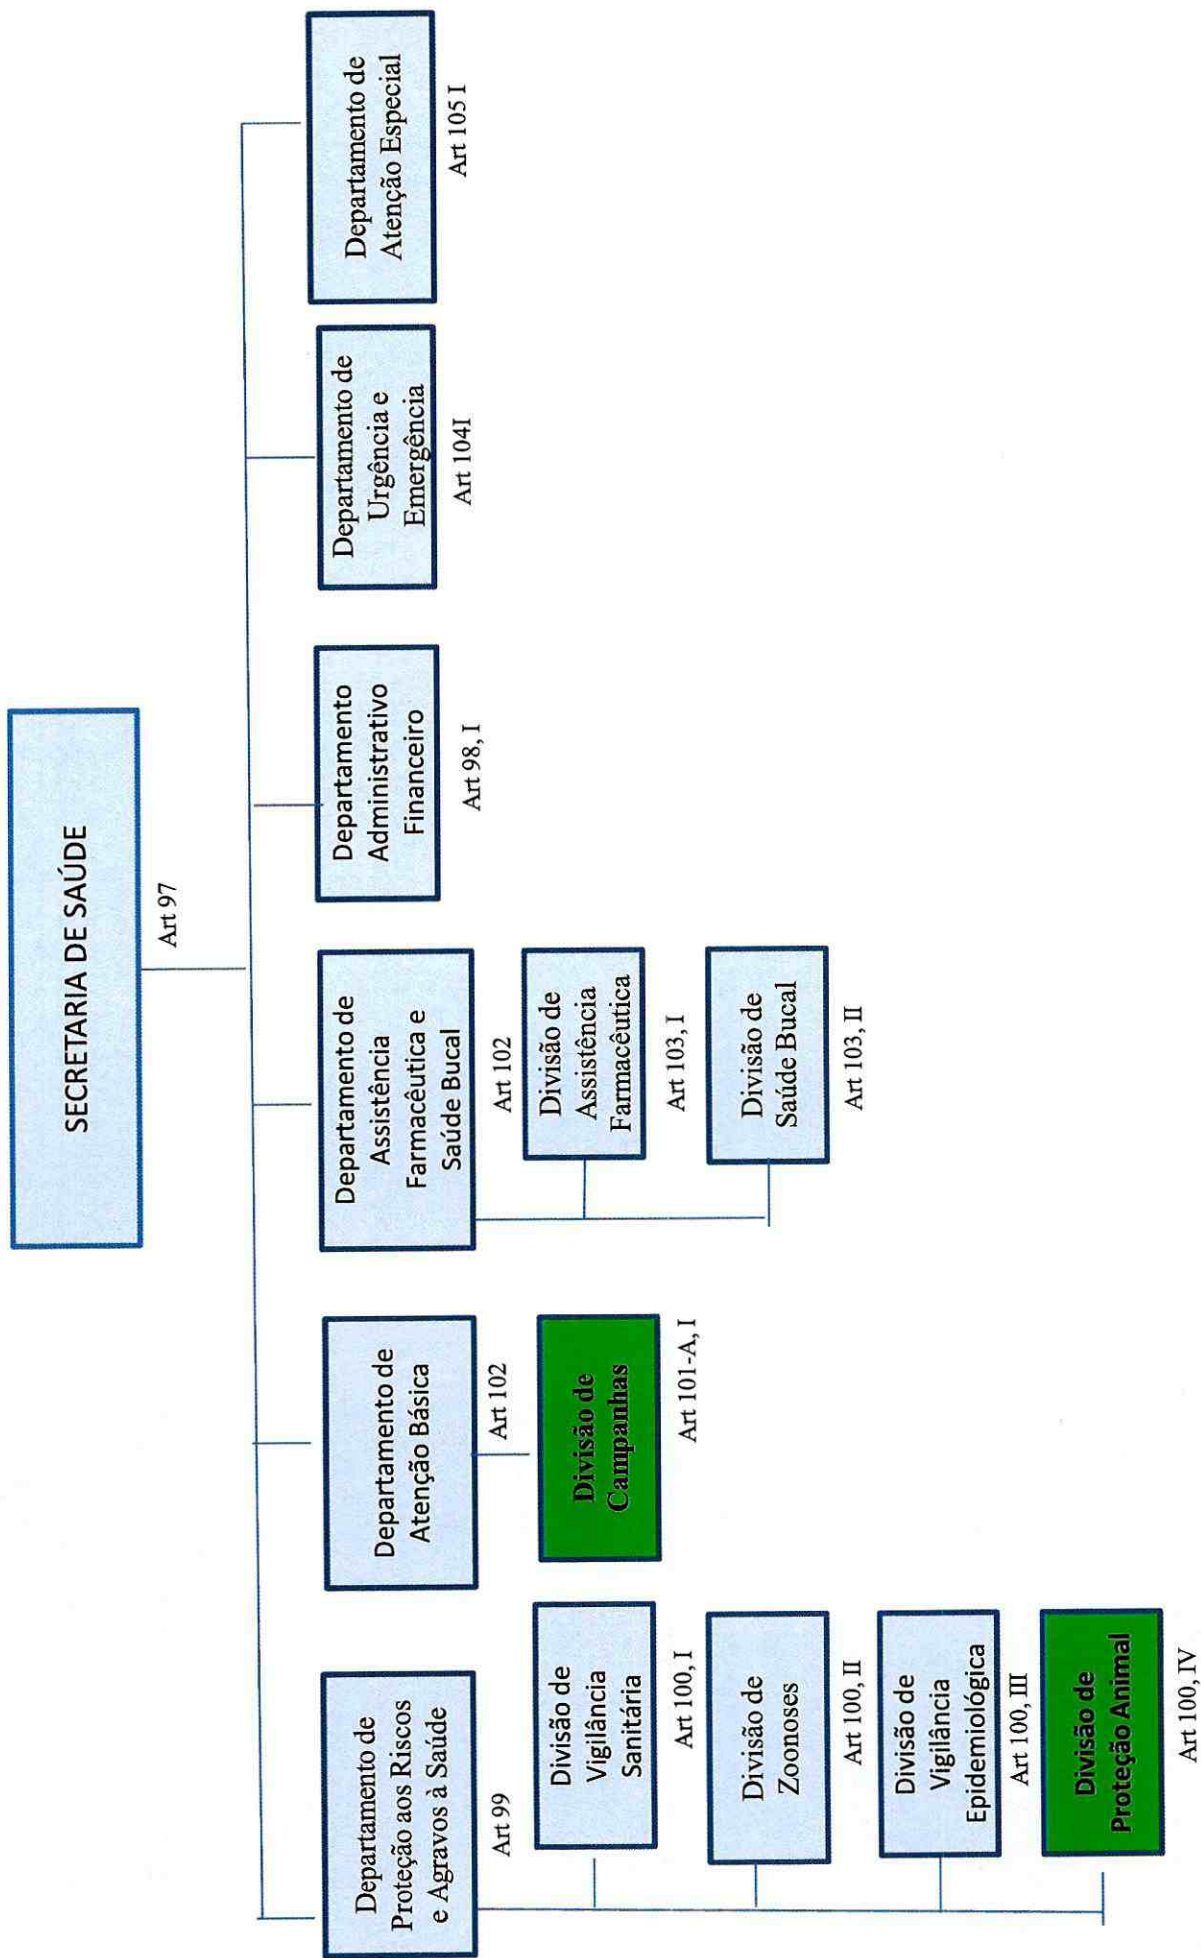 SECRETARIA DE SAÚDE
Art 97
Departamento de
Proteção aos Riscos
e Agravos à Saúde
Art 99
Divisão de
Vigilância
Sanitária
Art 100, I
Divisão de
Zoonoses
Art 100, II
Divisão de
Vigilância
Epidemiológica
Art 100, III
Divisão de
Proteção Animal
Art 100, IV
Departamento de
Atenção Básica
Art 102
Divisão de
Campanhas
Art 101-A, I
Departamento de
Assistência
Farmacêutica e
Saúde Bucal
Art 102
Divisão de
Assistência
Farmacêutica
Art 103, I
Divisão de
Saúde Bucal
Art 103, II
Departamento
Administrativo
Financeiro
Art 98, I
Departamento de
Urgência e
Emergência
Art 104I
Departamento de
Atenção Especial
Art 105 I